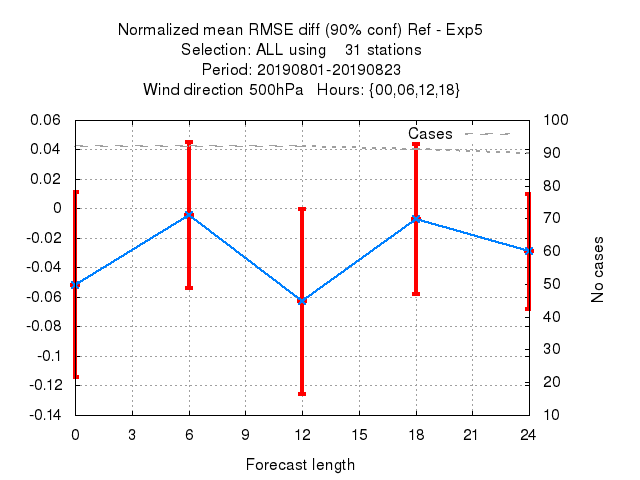 Normalized mean RMSE diff (90% conf) Ref - Exp5
Selection: ALL using    31 stations
Period: 20190801-20190823
Wind direction 500hPa   Hours: {00,06,12,18}
Cases
0.06
0.04
0.02
0
-0.02
-0.04
-0.06
-0.08
-0.1
-0.12
-0.14
100
90
80
70
60
50
40
30
20
10
No cases
0 3 6 9 12 15 18 21 24
Forecast length